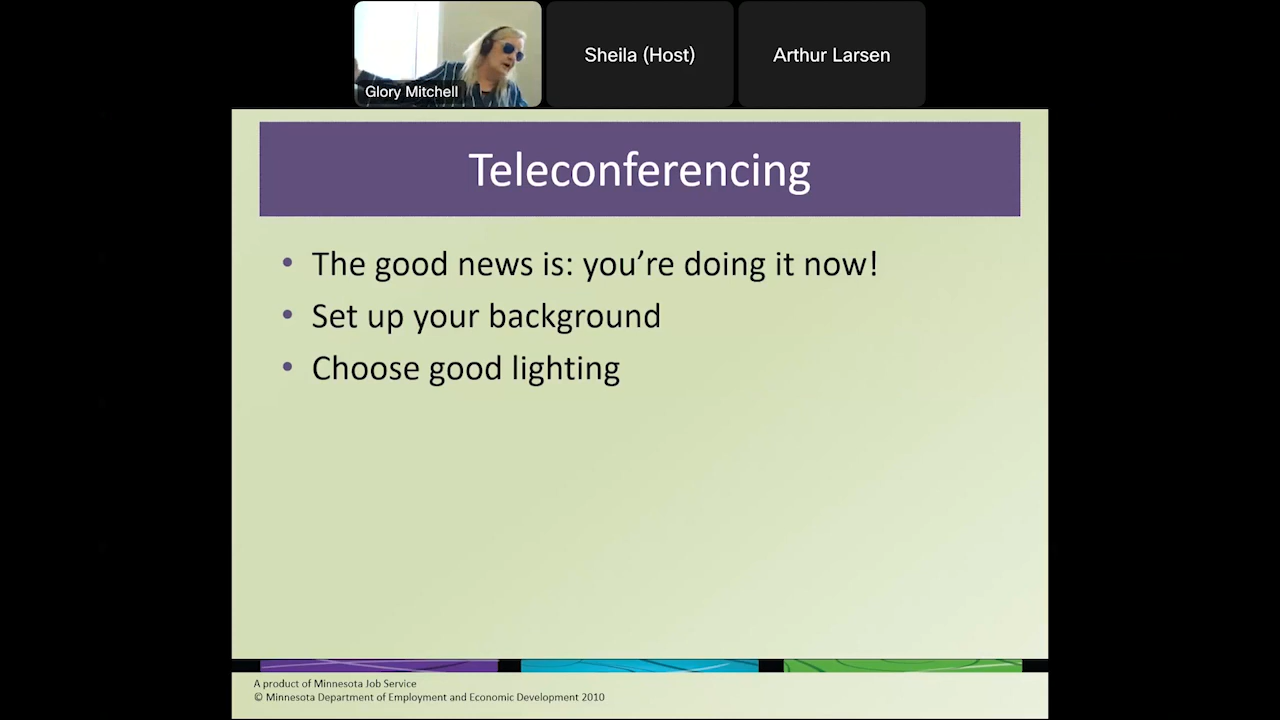 Glory Mitchell
Sheila (Host)
Arthur Larsen
Teleconferencing
• The good news is: you're doing it now!
• Set up your background
• Choose good lighting
A product of Minnesota Job Service
© Minnesota Department of Employment and Economic Development 2010